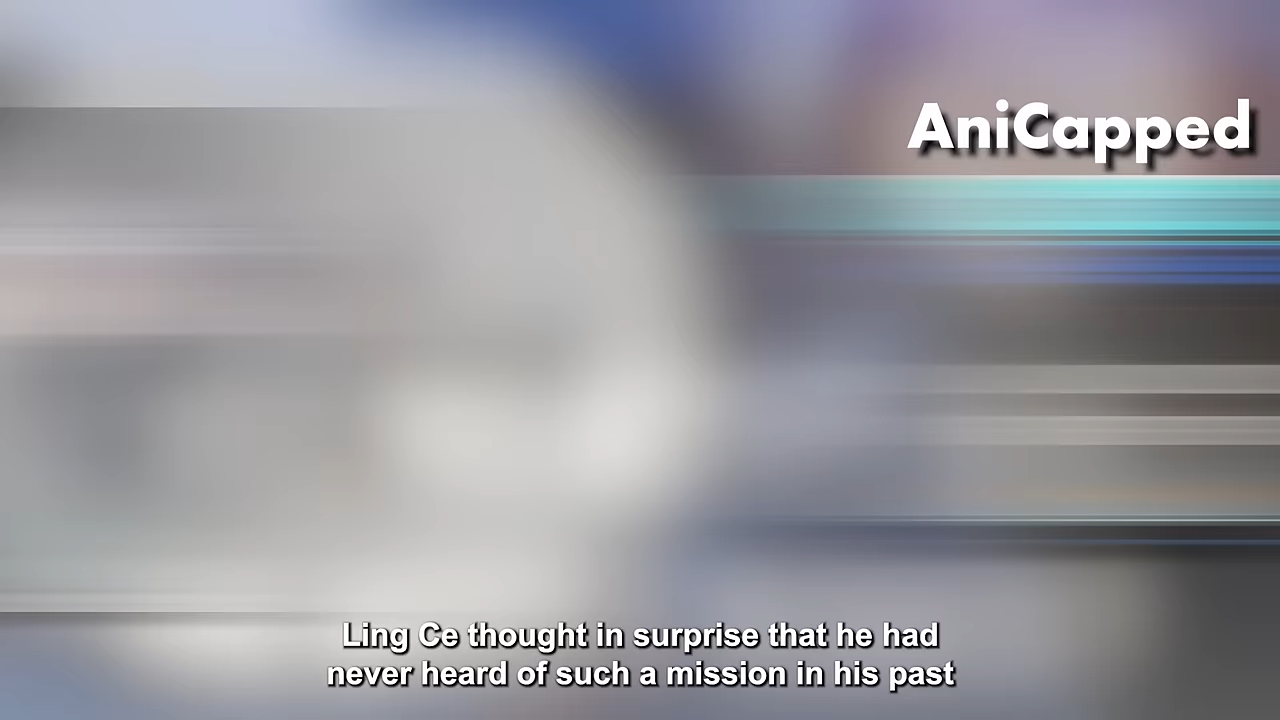 AniCapped
Ling Ce thought in surprise that he had
never heard of such a mission in his past